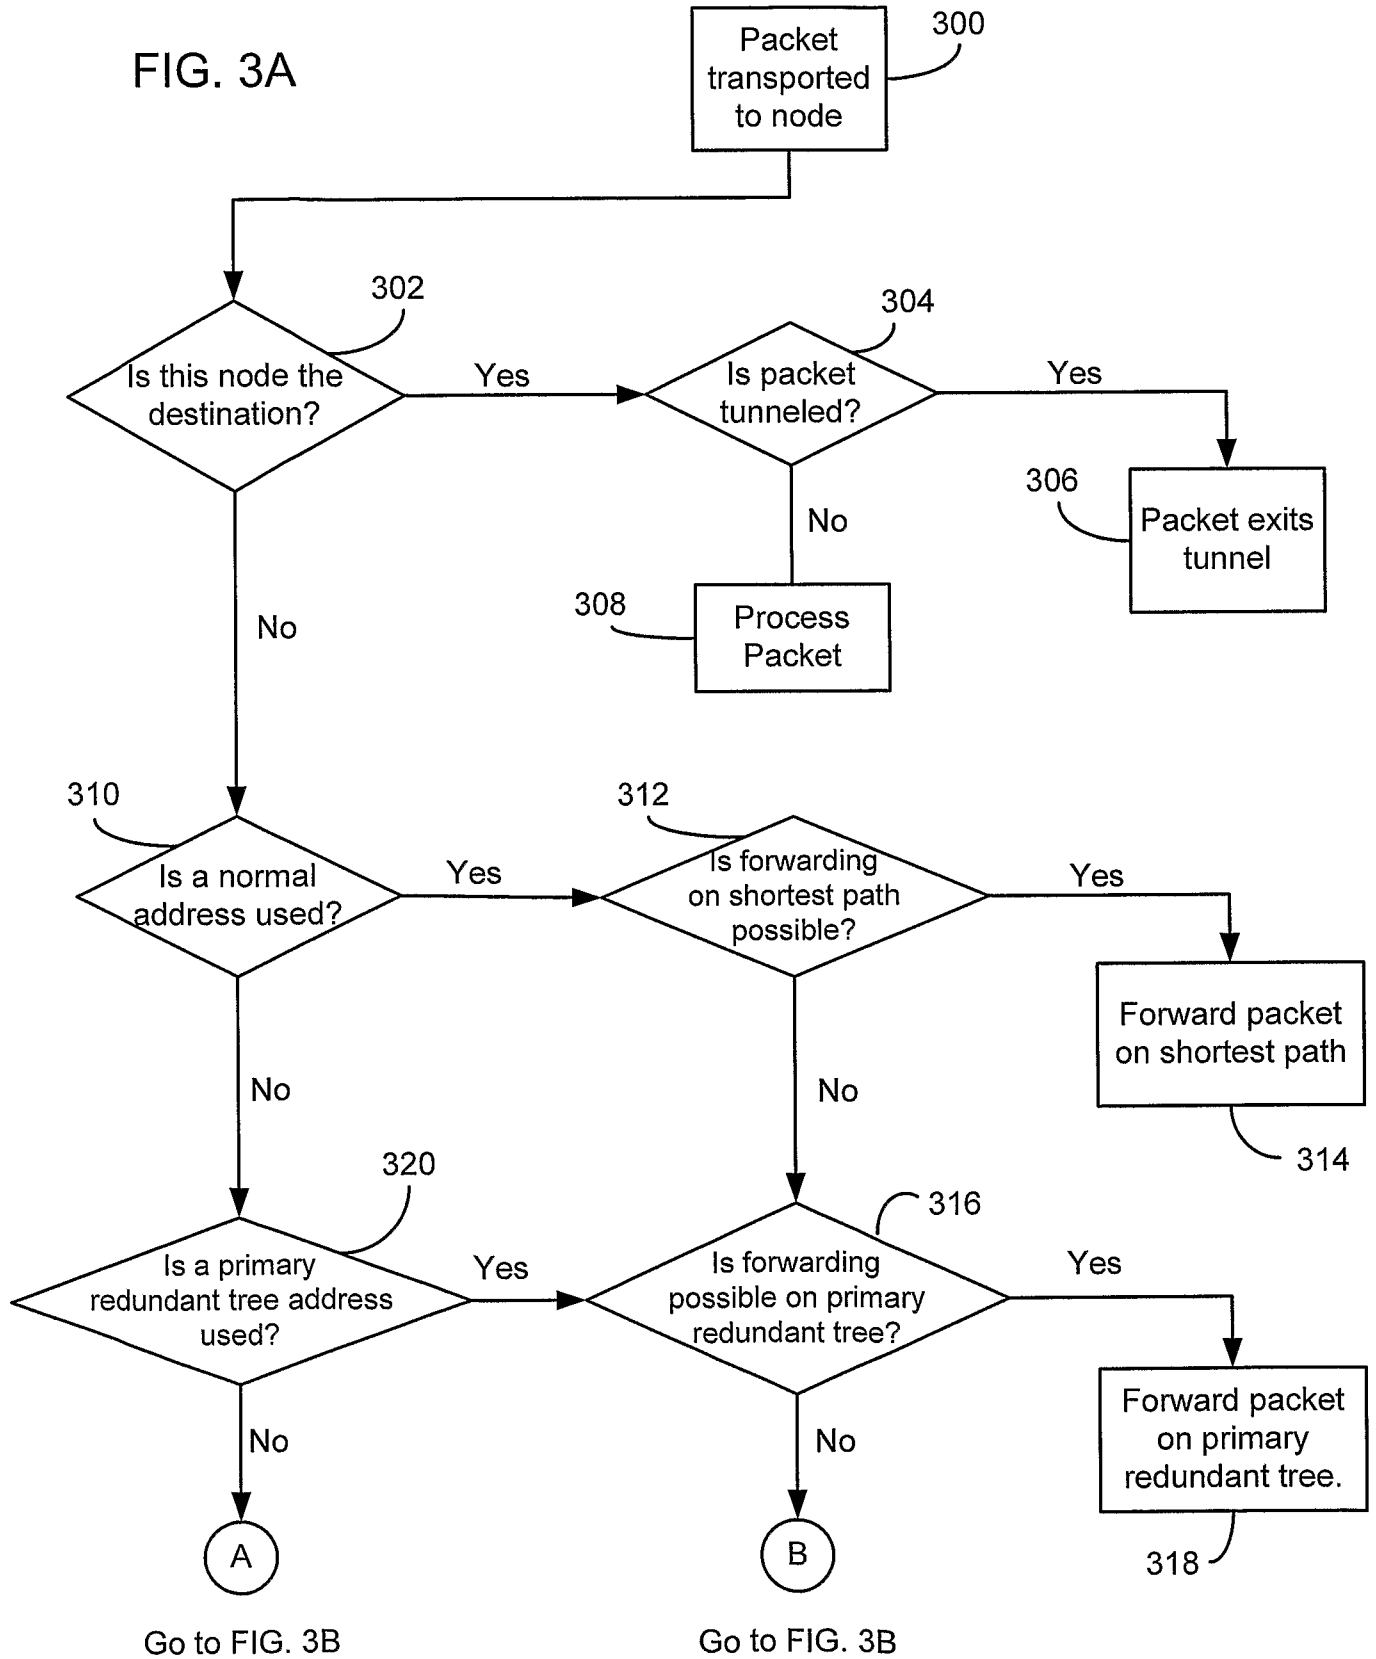 FIG. 3A
300
Packet
transported
to node
302
Is this node the
destination?
Yes
304
Is packet
tunneled?
Yes
306
Packet exits
tunnel
No
308
Process
Packet
No
310
Is a normal
address used?
Yes
312
Is forwarding
on shortest path
possible?
Yes
Forward packet
on shortest path
314
No
No
320
Is a primary
redundant tree address
used?
Yes
316
Is forwarding
possible on primary
redundant tree?
Yes
Forward packet
on primary
redundant tree.
318
No
No
A
B
Go to FIG. 3B
Go to FIG. 3B